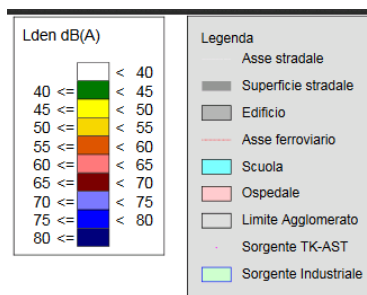 Lden dB(A)
< 40
40 <= < 45
45 <= < 50
50 <= < 55
55 <= < 60
60 <= < 65
65 <= < 70
70 <= < 75
75 <= < 80
80 <=
Legenda
Asse stradale
Superficie stradale
Edificio
Asse ferroviario
Scuola
Ospedale
Limite Agglomerato
Sorgente TK-AST
Sorgente Industriale